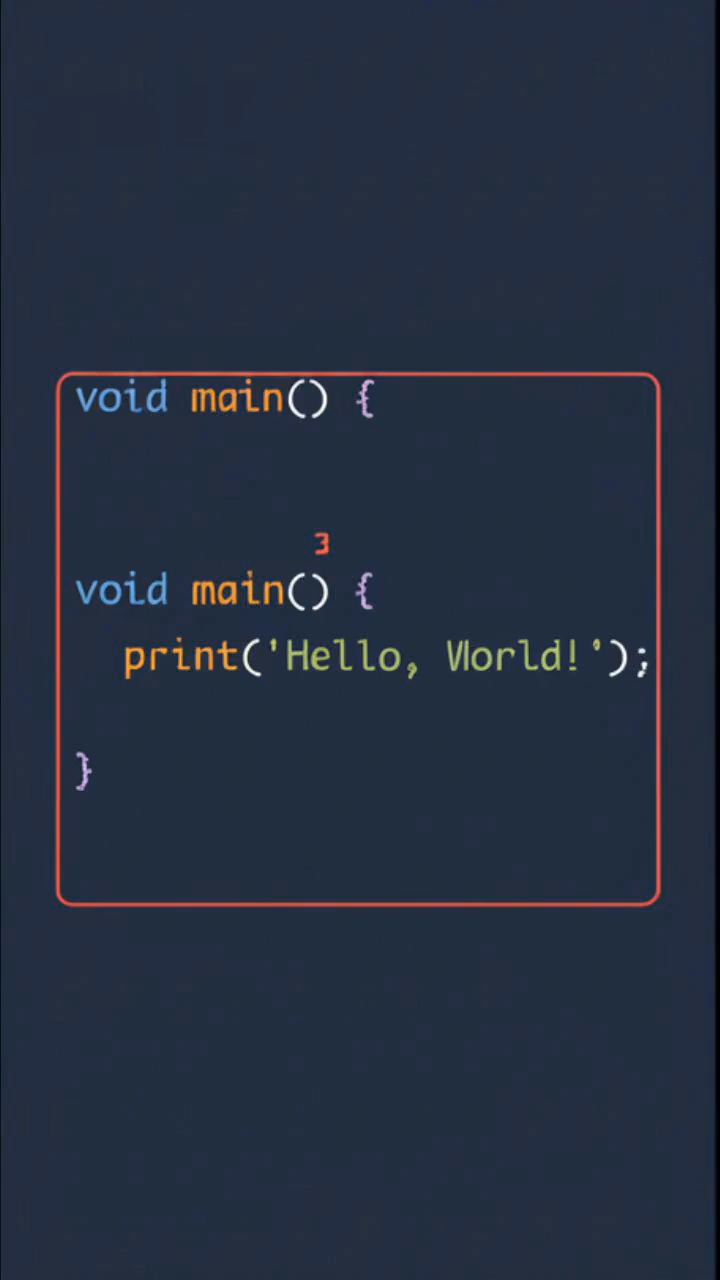 void main() {
3
void main() {
print('Hello, World!');
}